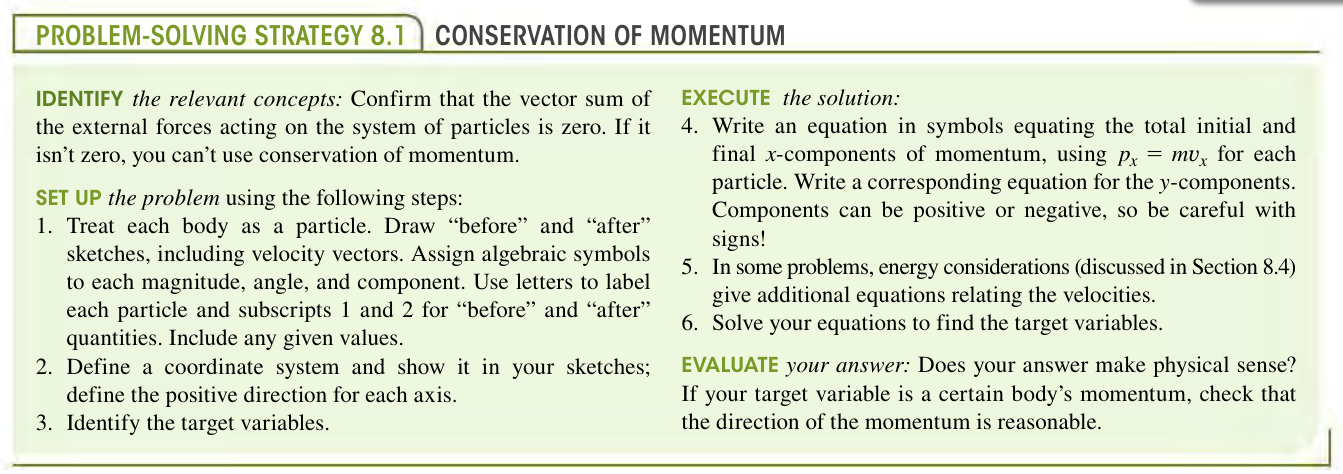 PROBLEM-SOLVING STRATEGY 8.1 CONSERVATION OF MOMENTUM
IDENTIFY the relevant concepts: Confirm that the vector sum of
the external forces acting on the system of particles is zero. If it
isn't zero, you can't use conservation of momentum.
SET UP the problem using the following steps:
1. Treat each body as a particle. Draw “before” and “after”
sketches, including velocity vectors. Assign algebraic symbols
to each magnitude, angle, and component. Use letters to label
each particle and subscripts 1 and 2 for “before” and “after”
quantities. Include any given values.
2. Define a coordinate system and show it in your sketches;
define the positive direction for each axis.
3. Identify the target variables.
EXECUTE the solution:
4. Write an equation in symbols equating the total initial and
final x-components of momentum, using pₓ = mvₓ for each
particle. Write a corresponding equation for the y-components.
Components can be positive or negative, so be careful with
signs!
5. In some problems, energy considerations (discussed in Section 8.4)
give additional equations relating the velocities.
6. Solve your equations to find the target variables.
EVALUATE your answer: Does your answer make physical sense?
If your target variable is a certain body's momentum, check that
the direction of the momentum is reasonable.